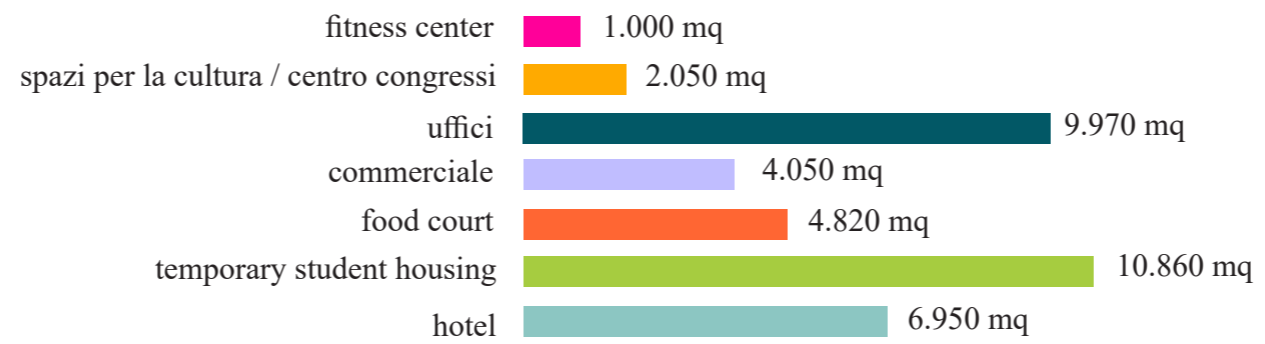 fitness center 1.000 mq
spazi per la cultura / centro congressi 2.050 mq
uffici 9.970 mq
commerciale 4.050 mq
food court 4.820 mq
temporary student housing 10.860 mq
hotel 6.950 mq